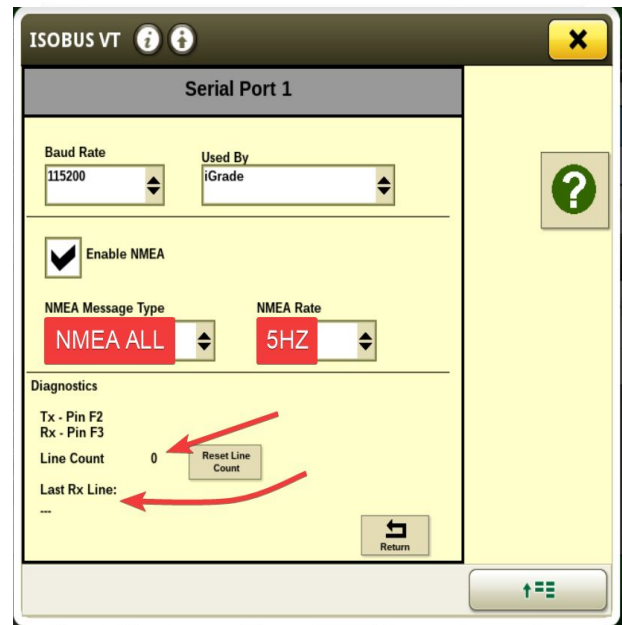 ISOBUS VT
Serial Port 1
Baud Rate
Used By
115200
iGrade
Enable NMEA
NMEA Message Type
NMEA Rate
NMEA ALL
5HZ
Diagnostics
Tx - Pin F2
Rx - Pin F3
Line Count 0
Reset Line
Count
Last Rx Line:
---
Return